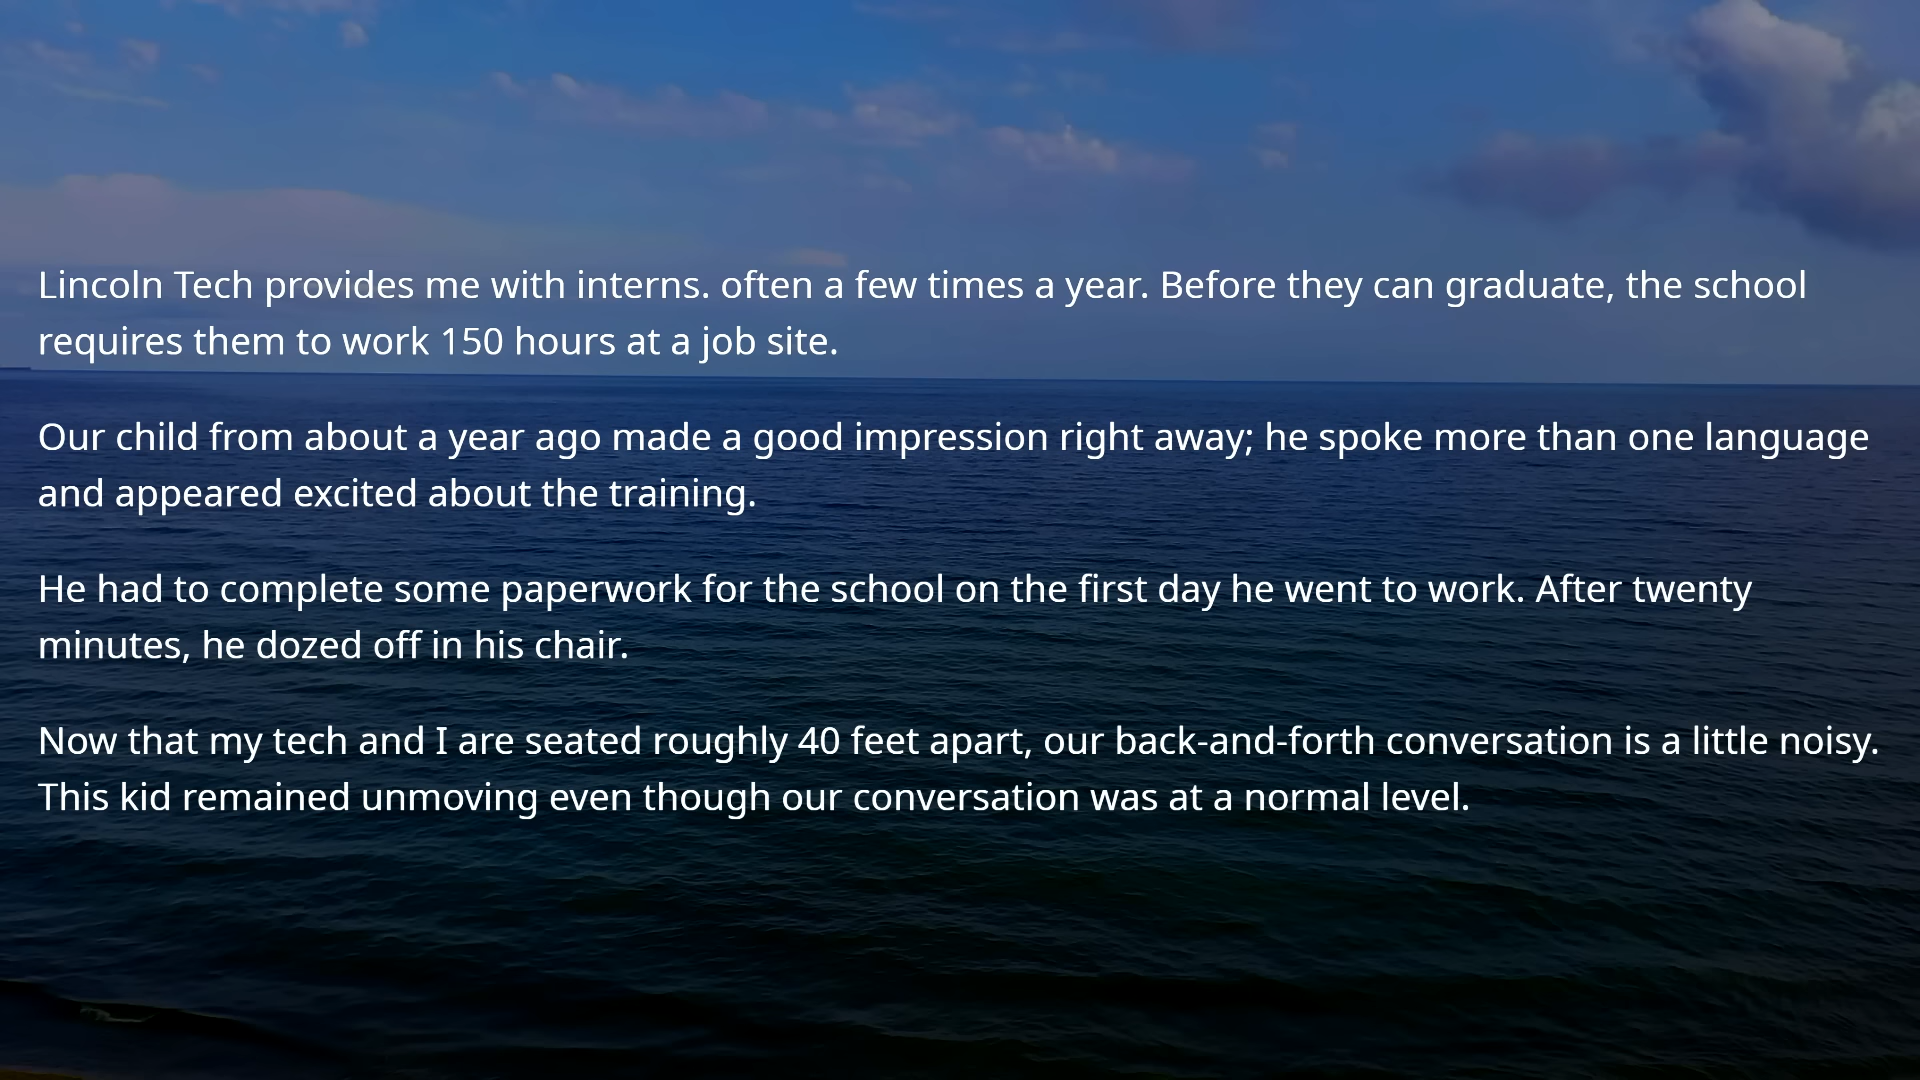 Lincoln Tech provides me with interns. often a few times a year. Before they can graduate, the school
requires them to work 150 hours at a job site.
Our child from about a year ago made a good impression right away; he spoke more than one language
and appeared excited about the training.
He had to complete some paperwork for the school on the first day he went to work. After twenty
minutes, he dozed off in his chair.
Now that my tech and I are seated roughly 40 feet apart, our back-and-forth conversation is a little noisy.
This kid remained unmoving even though our conversation was at a normal level.